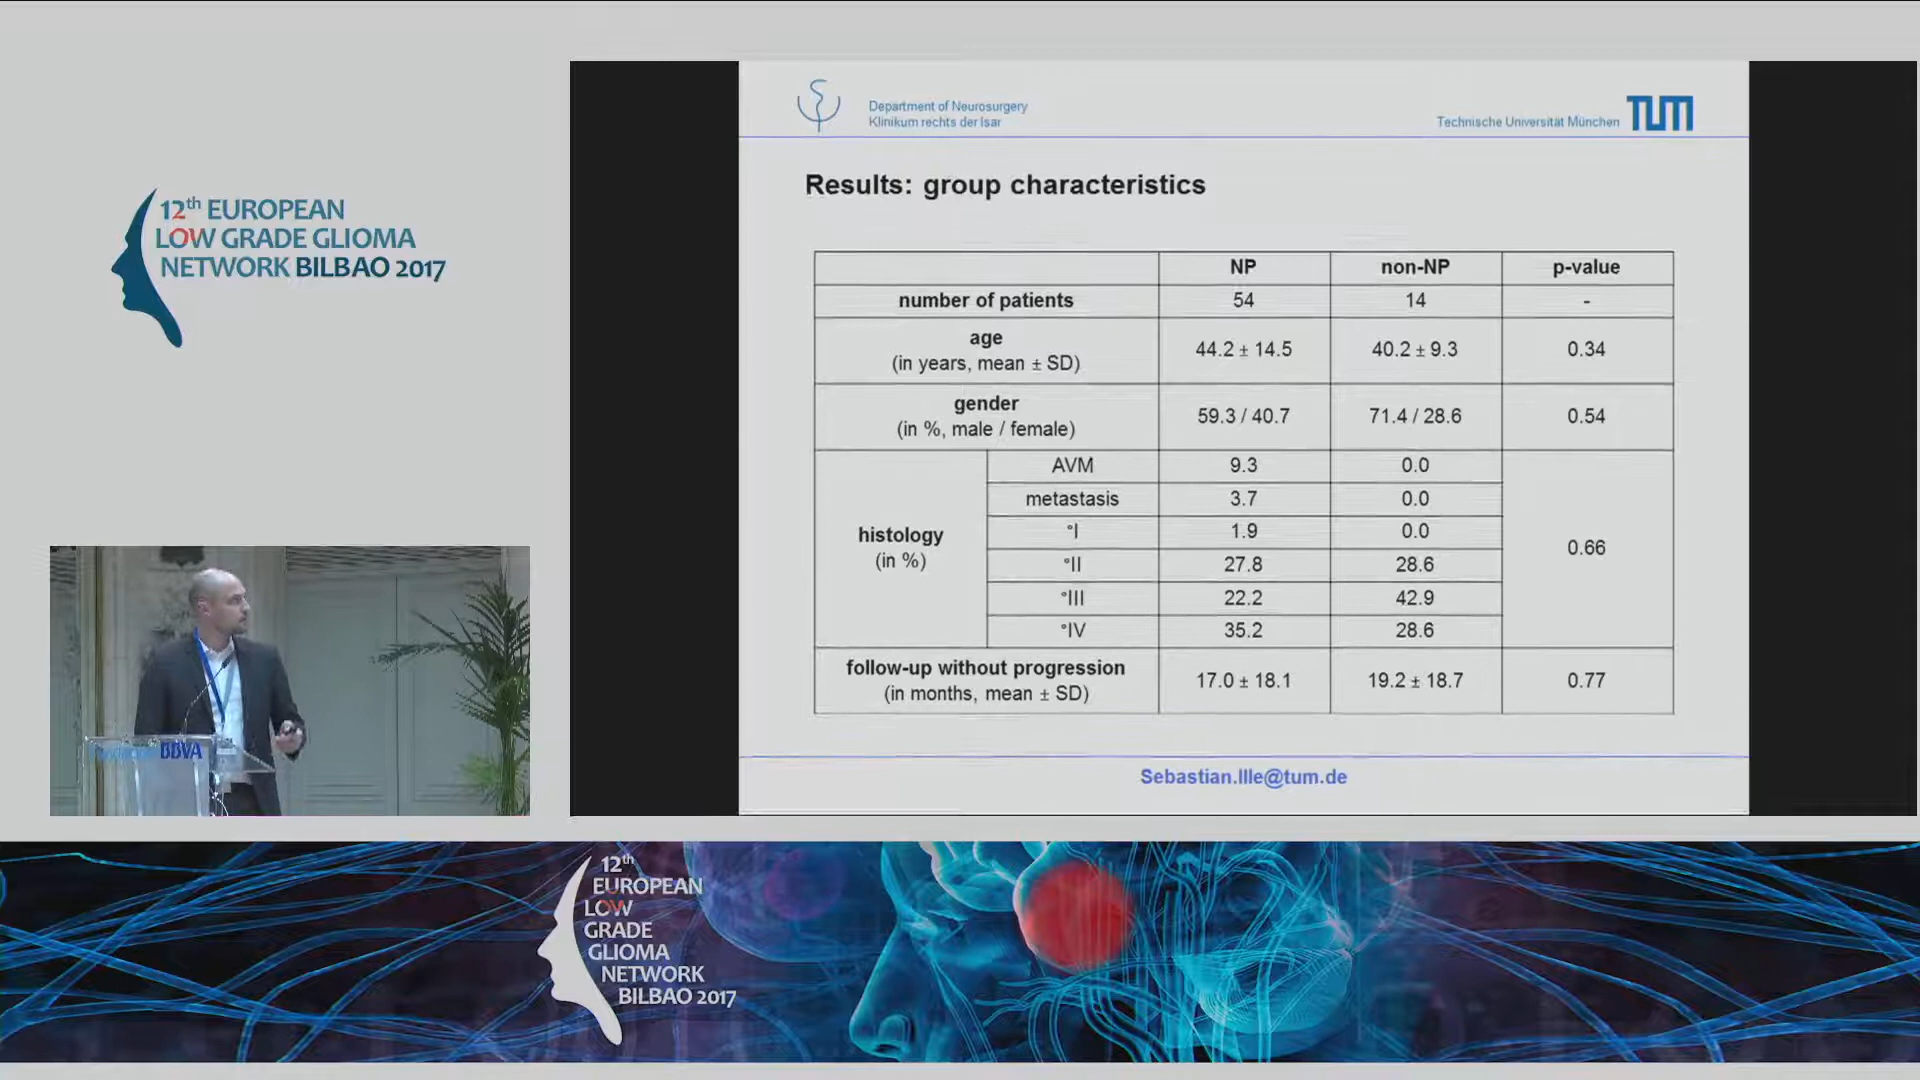 12th EUROPEAN
LOW GRADE GLIOMA
NETWORK BILBAO 2017
Department of Neurosurgery
Klinikum rechts der Isar
Technische Universität München TUM
Results: group characteristics
NP non-NP p-value
number of patients 54 14 -
age
(in years, mean ± SD) 44.2 ± 14.5 40.2 ± 9.3 0.34
gender
(in %, male / female) 59.3 / 40.7 71.4 / 28.6 0.54
histology
(in %)
AVM 9.3 0.0
metastasis 3.7 0.0
°I 1.9 0.0
°II 27.8 28.6
°III 22.2 42.9
°IV 35.2 28.6
0.66
follow-up without progression
(in months, mean ± SD) 17.0 ± 18.1 19.2 ± 18.7 0.77
Sebastian.Ille@tum.de
BBVA
12th
EUROPEAN
LOW
GRADE
GLIOMA
NETWORK
BILBAO 2017